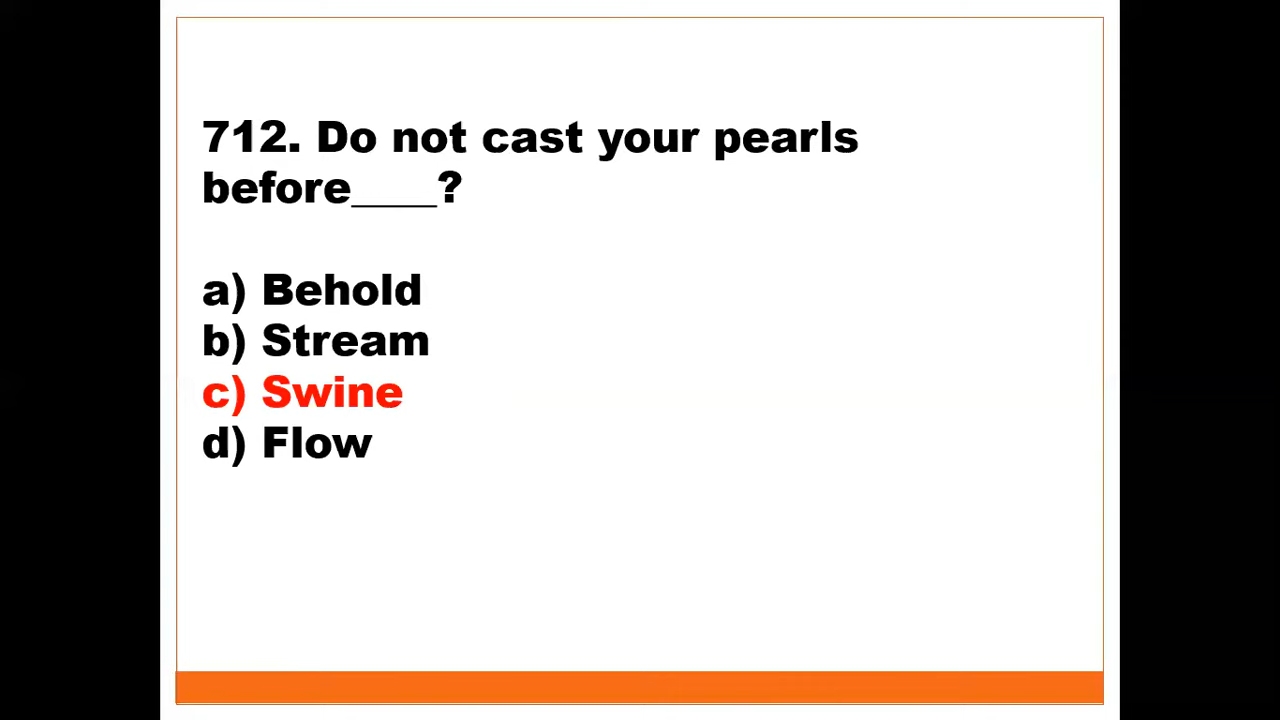 712. Do not cast your pearls
before____?
a) Behold
b) Stream
c) Swine
d) Flow